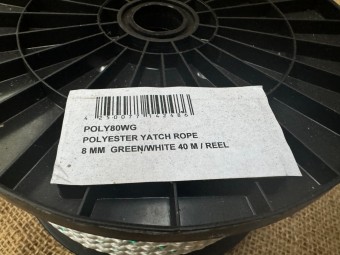 POLY80WG
POLYESTER YATCH ROPE
8 MM GREEN/WHITE 40 M / REEL